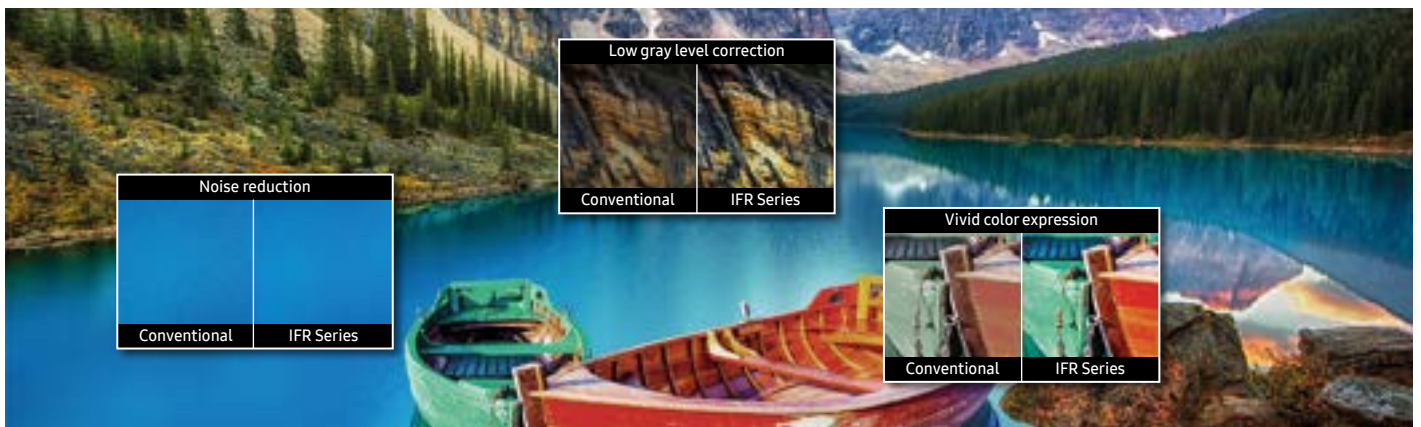 Low gray level correction
Conventional IFR Series
Noise reduction
Conventional IFR Series
Vivid color expression
Conventional IFR Series